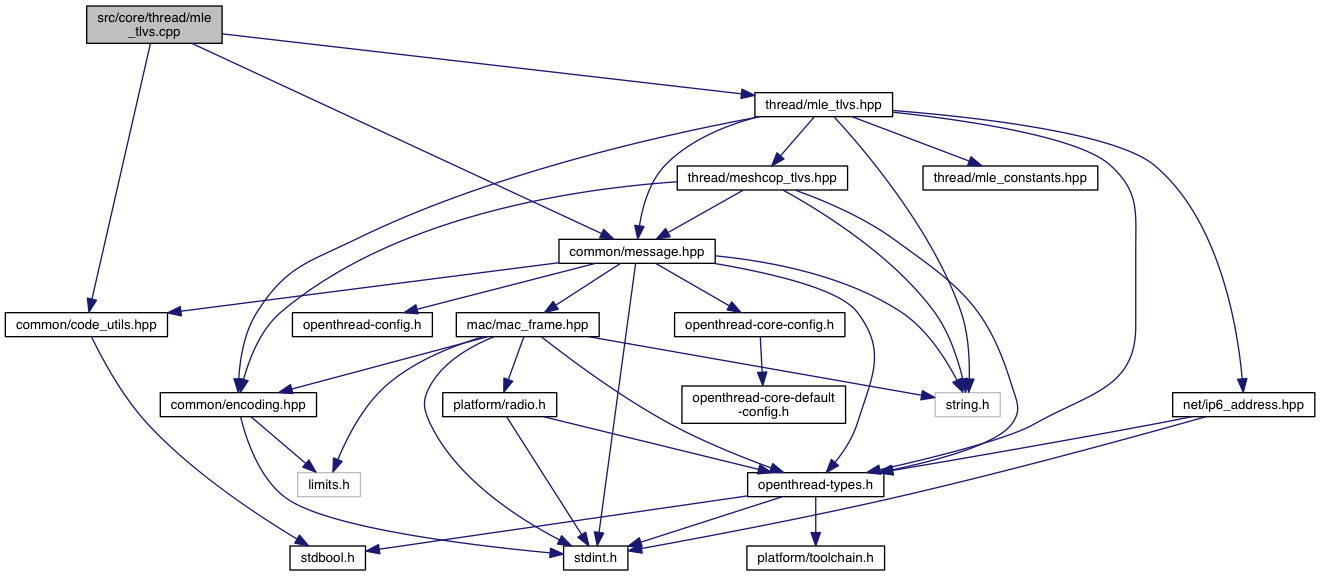 src/core/thread/mle
_tlvs.cpp
thread/mle_tlvs.hpp
thread/meshcop_tlvs.hpp
thread/mle_constants.hpp
common/message.hpp
common/code_utils.hpp
openthread-config.h
mac/mac_frame.hpp
openthread-core-config.h
common/encoding.hpp
platform/radio.h
openthread-core-default
-config.h
string.h
net/ip6_address.hpp
limits.h
openthread-types.h
stdbool.h
stdint.h
platform/toolchain.h